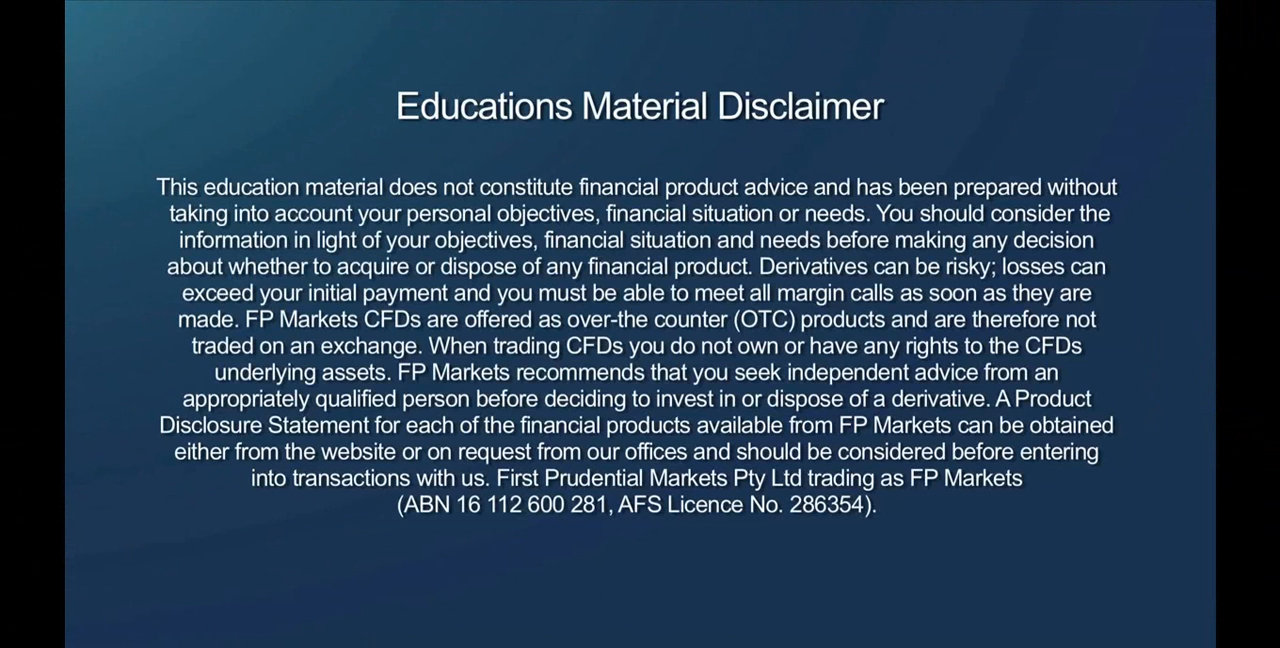 Educations Material Disclaimer
This education material does not constitute financial product advice and has been prepared without
taking into account your personal objectives, financial situation or needs. You should consider the
information in light of your objectives, financial situation and needs before making any decision
about whether to acquire or dispose of any financial product. Derivatives can be risky; losses can
exceed your initial payment and you must be able to meet all margin calls as soon as they are
made. FP Markets CFDs are offered as over-the counter (OTC) products and are therefore not
traded on an exchange. When trading CFDs you do not own or have any rights to the CFDs
underlying assets. FP Markets recommends that you seek independent advice from an
appropriately qualified person before deciding to invest in or dispose of a derivative. A Product
Disclosure Statement for each of the financial products available from FP Markets can be obtained
either from the website or on request from our offices and should be considered before entering
into transactions with us. First Prudential Markets Pty Ltd trading as FP Markets
(ABN 16 112 600 281, AFS Licence No. 286354).